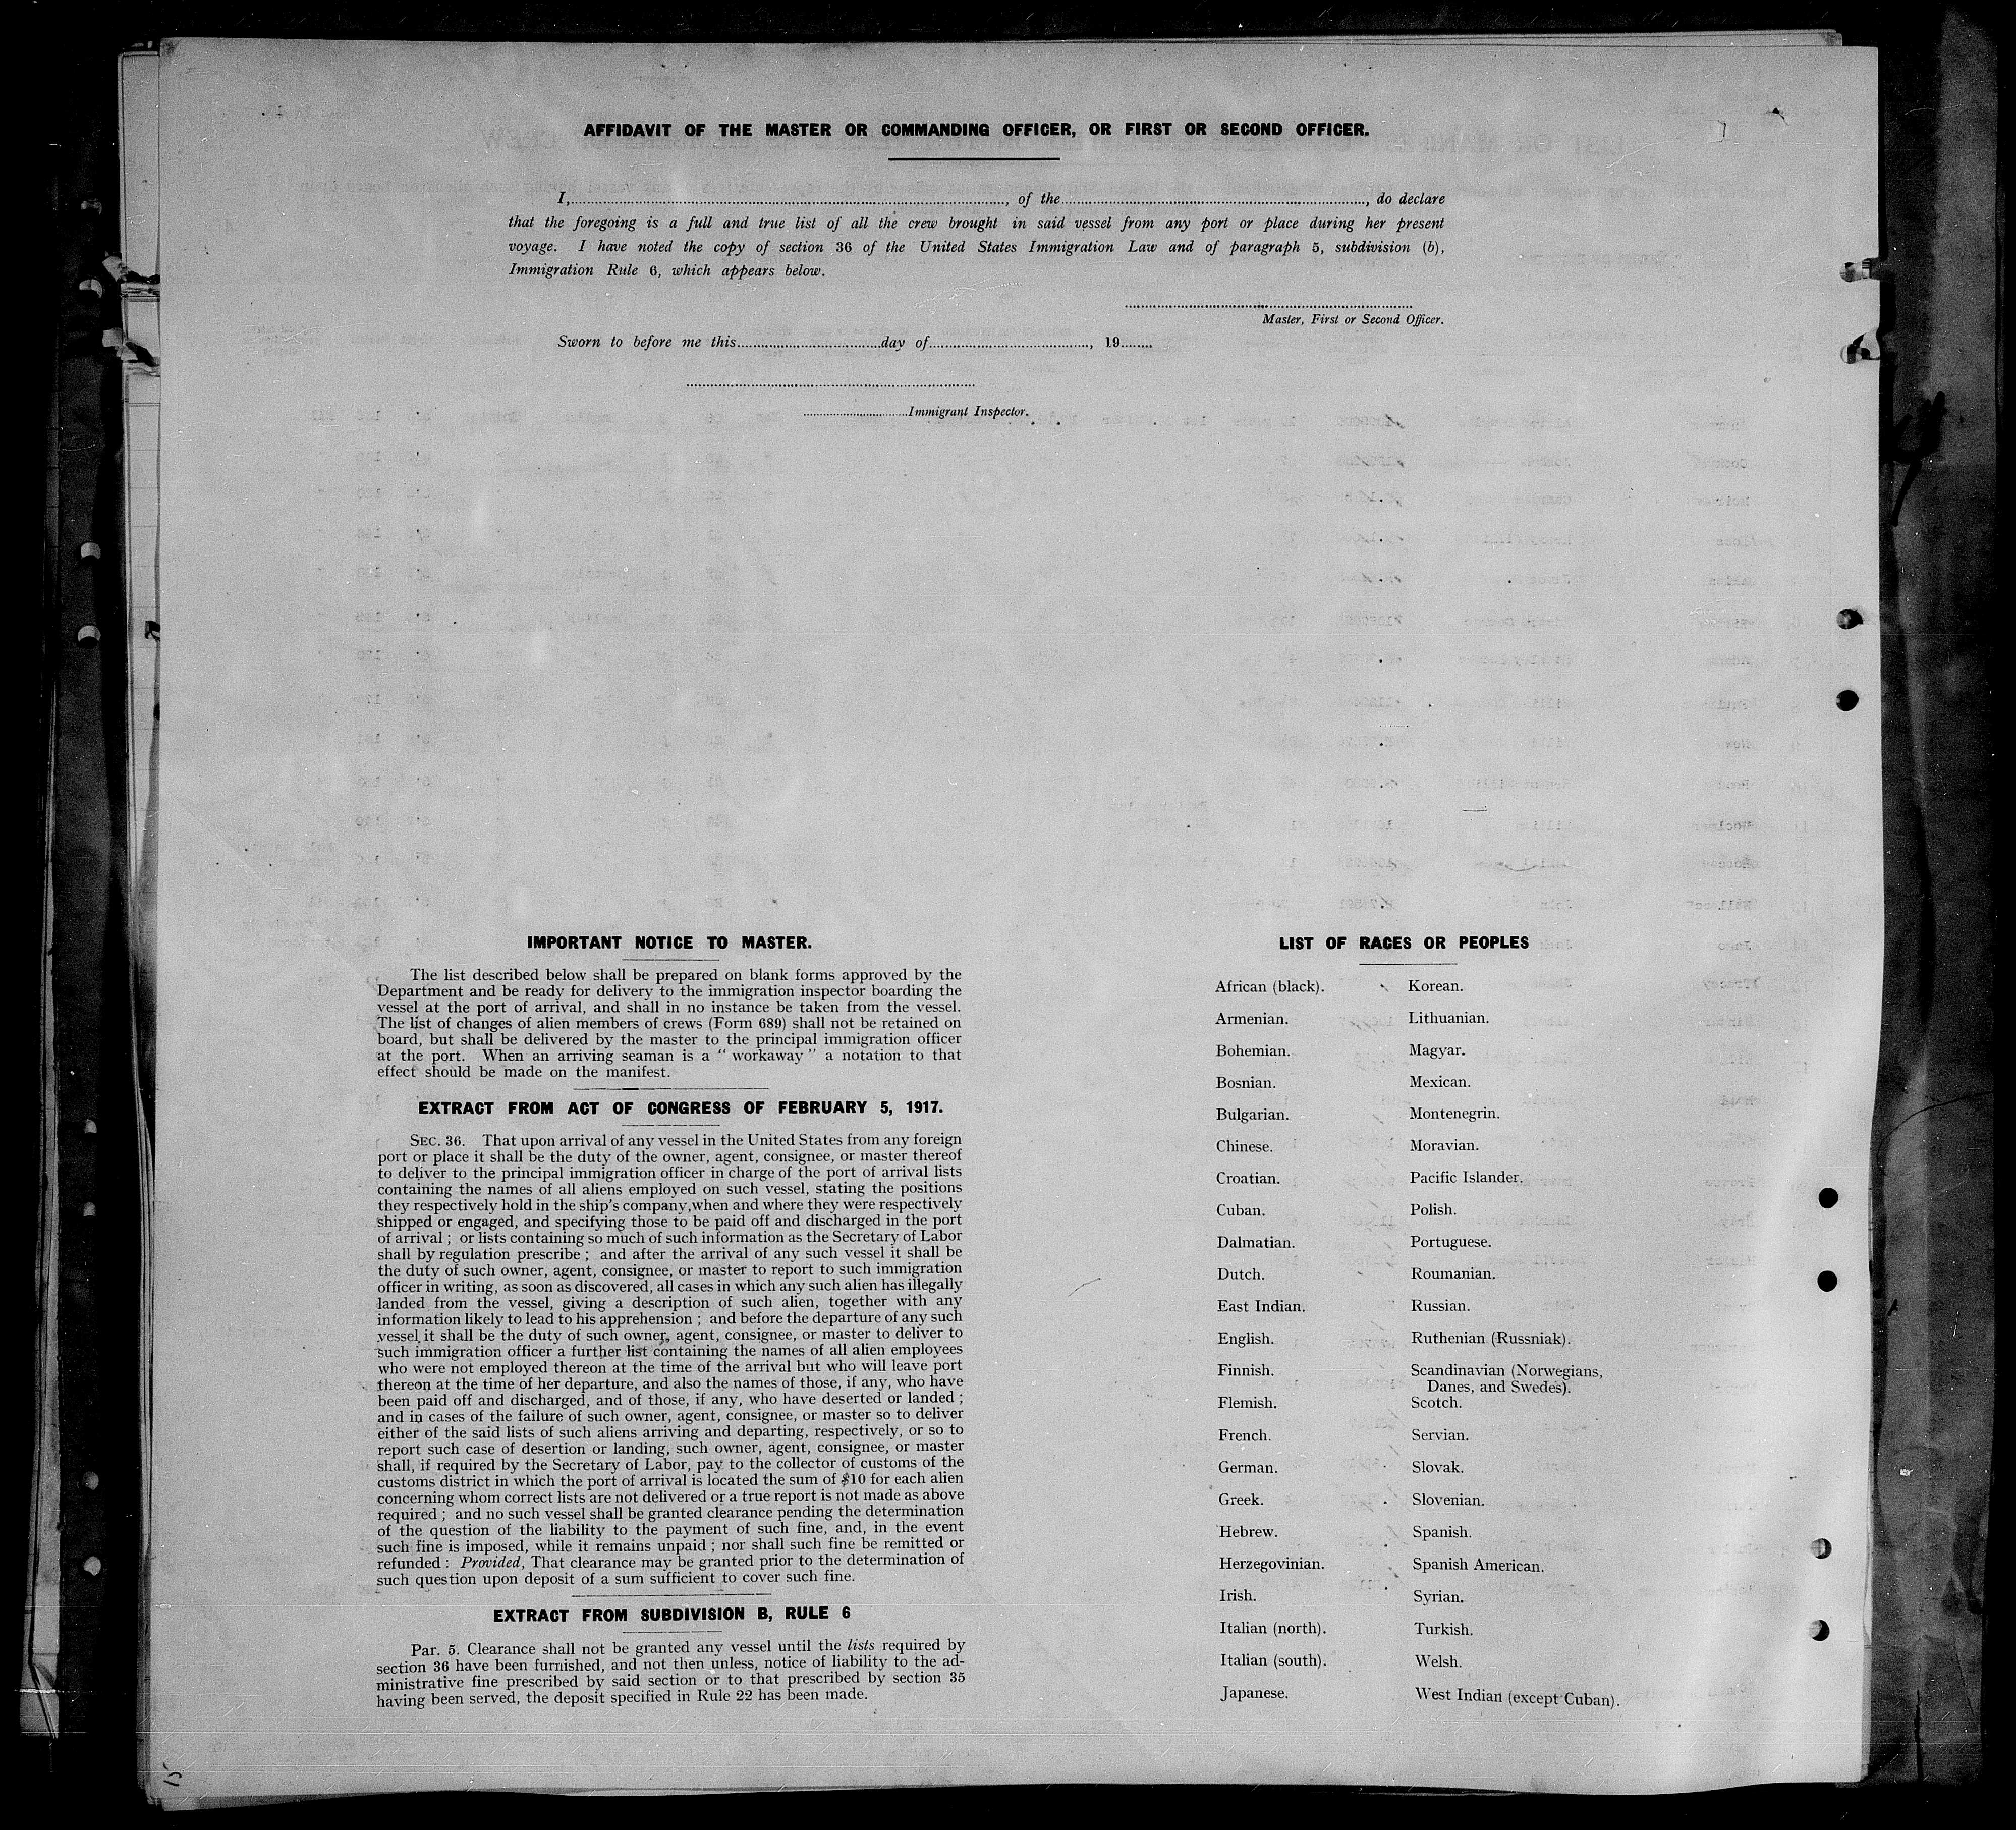 AFFIDAVIT OF THE MASTER OR COMMANDING OFFICER, OR FIRST OR SECOND OFFICER.
I,........................, of the........................, do declare
that the foregoing is a full and true list of all the crew brought in said vessel from any port or place during her present
voyage. I have noted the copy of section 36 of the United States Immigration Law and of paragraph 5, subdivision (b),
Immigration Rule 6, which appears below.
Master, First or Second Officer.
Sworn to before me this................day of................, 19........
................Immigrant Inspector.
IMPORTANT NOTICE TO MASTER.
The list described below shall be prepared on blank forms approved by the
Department and be ready for delivery to the immigration inspector boarding the
vessel at the port of arrival, and shall in no instance be taken from the vessel.
The list of changes of alien members of crews (Form 689) shall not be retained on
board, but shall be delivered by the master to the principal immigration officer
at the port. When an arriving seaman is a "workaway" a notation to that
effect should be made on the manifest.
EXTRACT FROM ACT OF CONGRESS OF FEBRUARY 5, 1917.
SEC. 36. That upon arrival of any vessel in the United States from any foreign
port or place it shall be the duty of the owner, agent, consignee, or master thereof
to deliver to the principal immigration officer in charge of the port of arrival lists
containing the names of all aliens employed on such vessel, stating the positions
they respectively hold in the ship's company,when and where they were respectively
shipped or engaged, and specifying those to be paid off and discharged in the port
of arrival ; or lists containing so much of such information as the Secretary of Labor
shall by regulation prescribe ; and after the arrival of any such vessel it shall be
the duty of such owner, agent, consignee, or master to report to such immigration
officer in writing, as soon as discovered, all cases in which any such alien has illegally
landed from the vessel, giving a description of such alien, together with any
information likely to lead to his apprehension ; and before the departure of any such
vessel it shall be the duty of such owner, agent, consignee, or master to deliver to
such immigration officer a further list containing the names of all alien employees
who were not employed thereon at the time of the arrival but who will leave port
thereon at the time of her departure, and also the names of those, if any, who have
been paid off and discharged, and of those, if any, who have deserted or landed ;
and in cases of the failure of such owner, agent, consignee, or master so to deliver
either of the said lists of such aliens arriving and departing, respectively, or so to
report such case of desertion or landing, such owner, agent, consignee, or master
shall, if required by the Secretary of Labor, pay to the collector of customs of the
customs district in which the port of arrival is located the sum of $10 for each alien
concerning whom correct lists are not delivered or a true report is not made as above
required ; and no such vessel shall be granted clearance pending the determination
of the question of the liability to the payment of such fine, and, in the event
such fine is imposed, while it remains unpaid ; nor shall such fine be remitted or
refunded : Provided, That clearance may be granted prior to the determination of
such question upon deposit of a sum sufficient to cover such fine.
EXTRACT FROM SUBDIVISION B, RULE 6
Par. 5. Clearance shall not be granted any vessel until the lists required by
section 36 have been furnished, and not then unless, notice of liability to the ad-
ministrative fine prescribed by said section or to that prescribed by section 35
having been served, the deposit specified in Rule 22 has been made.
LIST OF RACES OR PEOPLES
African (black).
Armenian.
Bohemian.
Bosnian.
Bulgarian.
Chinese.
Croatian.
Cuban.
Dalmatian.
Dutch.
East Indian.
English.
Finnish.
Flemish.
French.
German.
Greek.
Hebrew.
Herzegovinian.
Irish.
Italian (north).
Italian (south).
Japanese.
Korean.
Lithuanian.
Magyar.
Mexican.
Montenegrin.
Moravian.
Pacific Islander.
Polish.
Portuguese.
Roumanian.
Russian.
Ruthenian (Russniak).
Scandinavian (Norwegians,
Danes, and Swedes).
Scotch.
Servian.
Slovak.
Slovenian.
Spanish.
Spanish American.
Syrian.
Turkish.
Welsh.
West Indian (except Cuban).
15